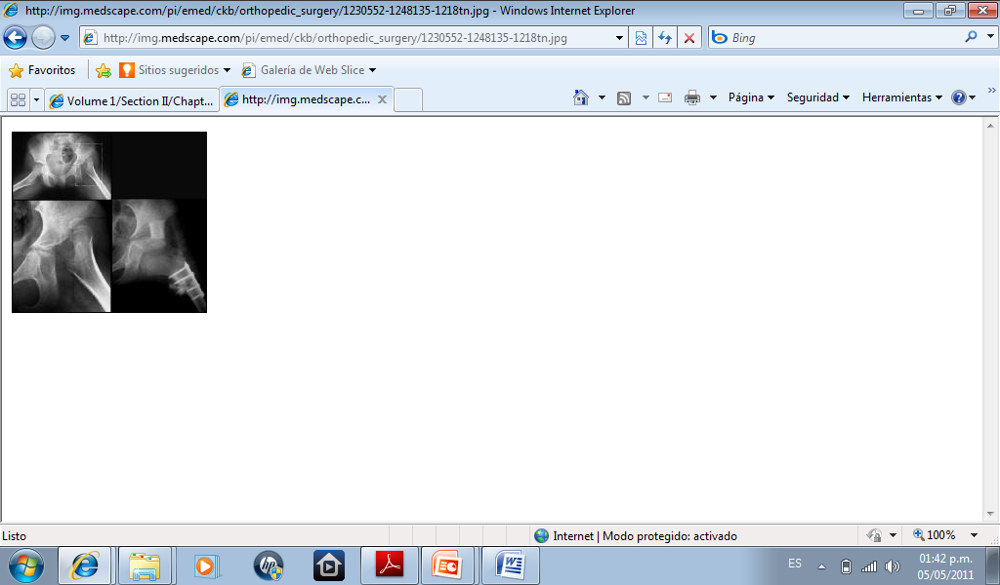 http://img.medscape.com/pi/emed/ckb/orthopedic_surgery/1230552-1248135-1218tn.jpg - Windows Internet Explorer
http://img.medscape.com/pi/emed/ckb/orthopedic_surgery/1230552-1248135-1218tn.jpg
Bing
Favoritos
Sitios sugeridos
Galería de Web Slice
Volume 1/Section II/Chapt...
http://img.medscape.c...
Página
Seguridad
Herramientas
Listo
Internet | Modo protegido: activado
100%
ES
01:42 p.m.
05/05/2011